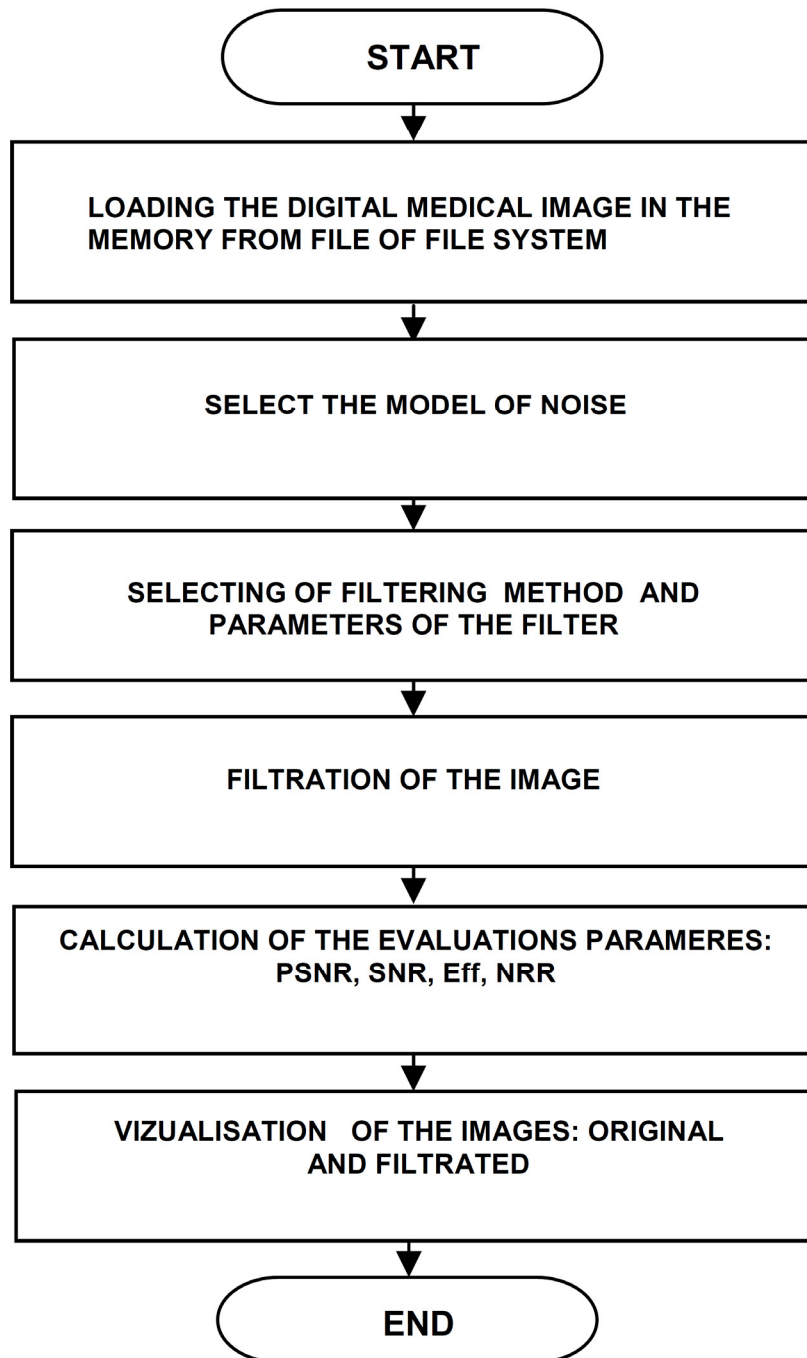 START
LOADING THE DIGITAL MEDICAL IMAGE IN THE
MEMORY FROM FILE OF FILE SYSTEM
SELECT THE MODEL OF NOISE
SELECTING OF FILTERING METHOD AND
PARAMETERS OF THE FILTER
FILTRATION OF THE IMAGE
CALCULATION OF THE EVALUATIONS PARAMERES:
PSNR, SNR, Eff, NRR
VIZUALISATION OF THE IMAGES: ORIGINAL
AND FILTRATED
END